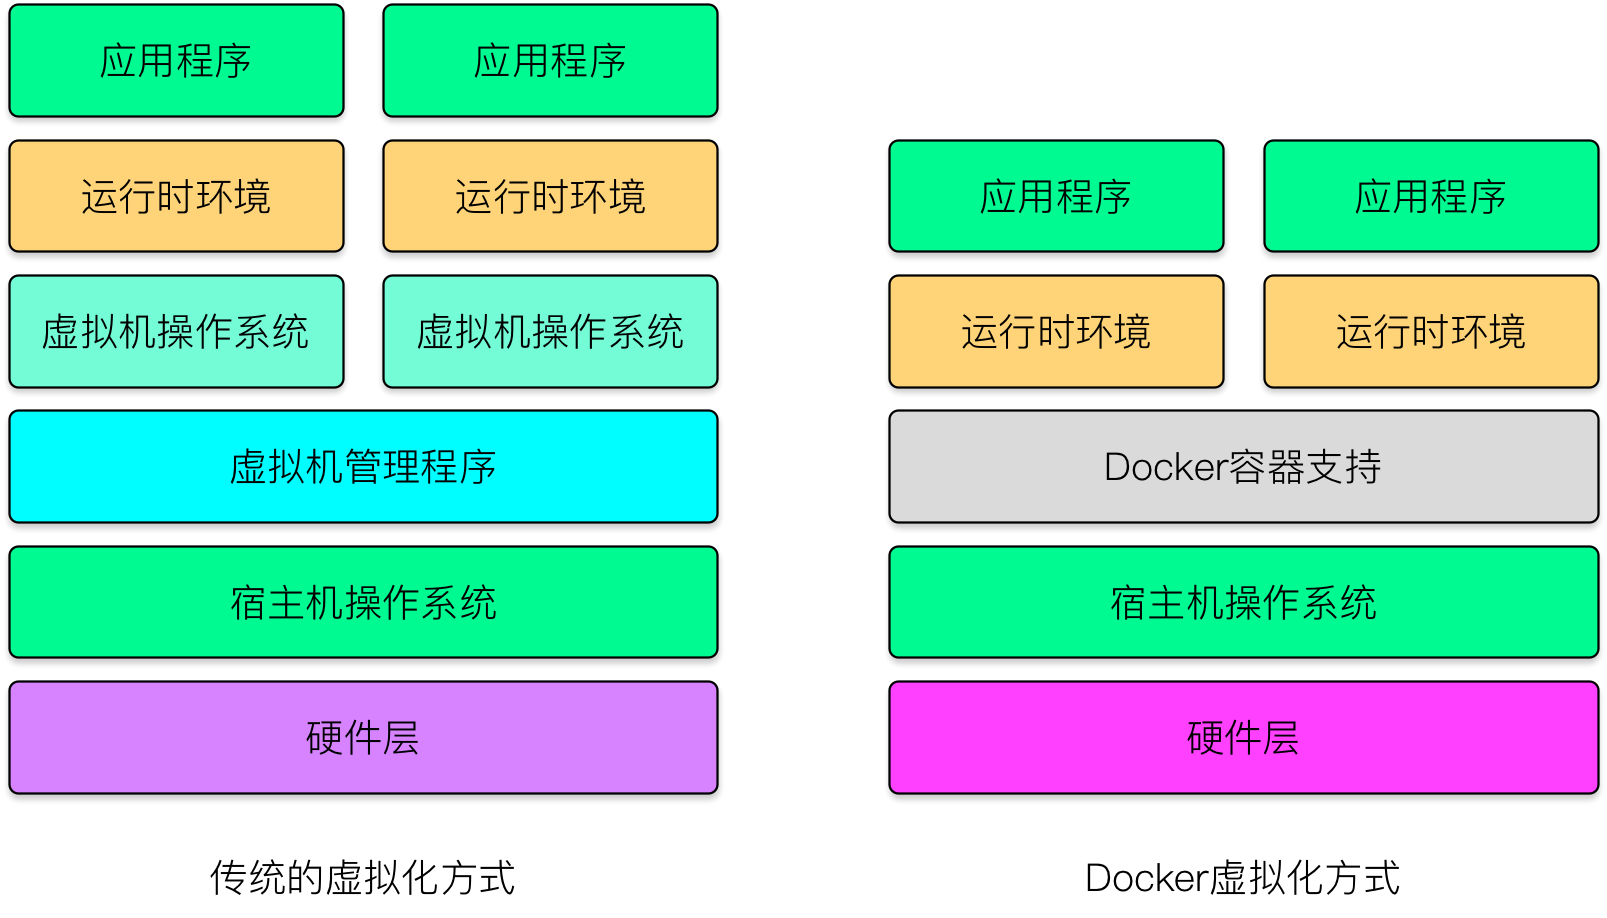 应用程序
应用程序
运行时环境
运行时环境
虚拟机操作系统
虚拟机操作系统
虚拟机管理程序
宿主机操作系统
硬件层
传统的虚拟化方式
应用程序
应用程序
运行时环境
运行时环境
Docker容器支持
宿主机操作系统
硬件层
Docker虚拟化方式